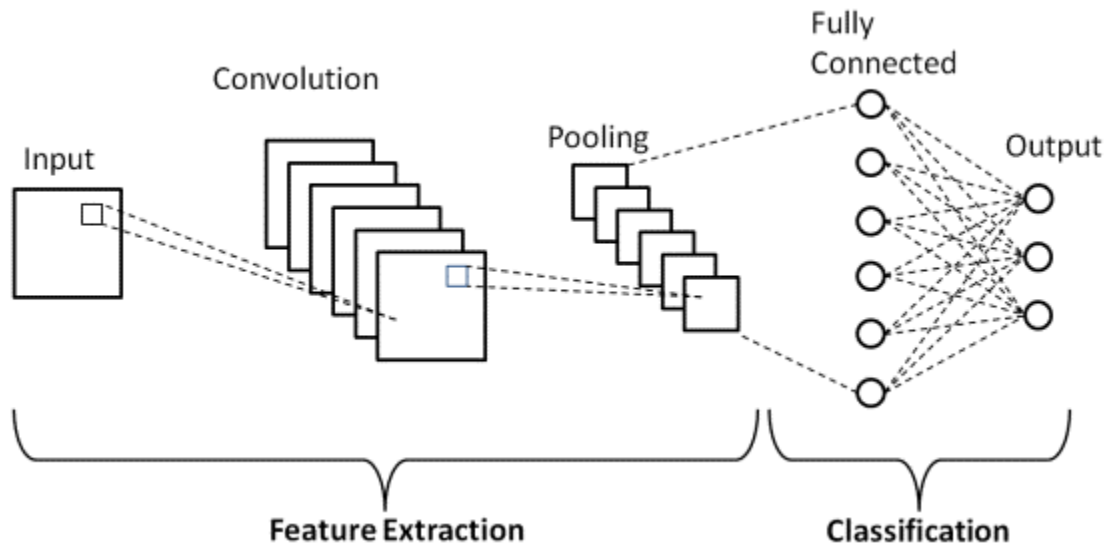 Input
Convolution
Pooling
Fully
Connected
Output
Feature Extraction
Classification